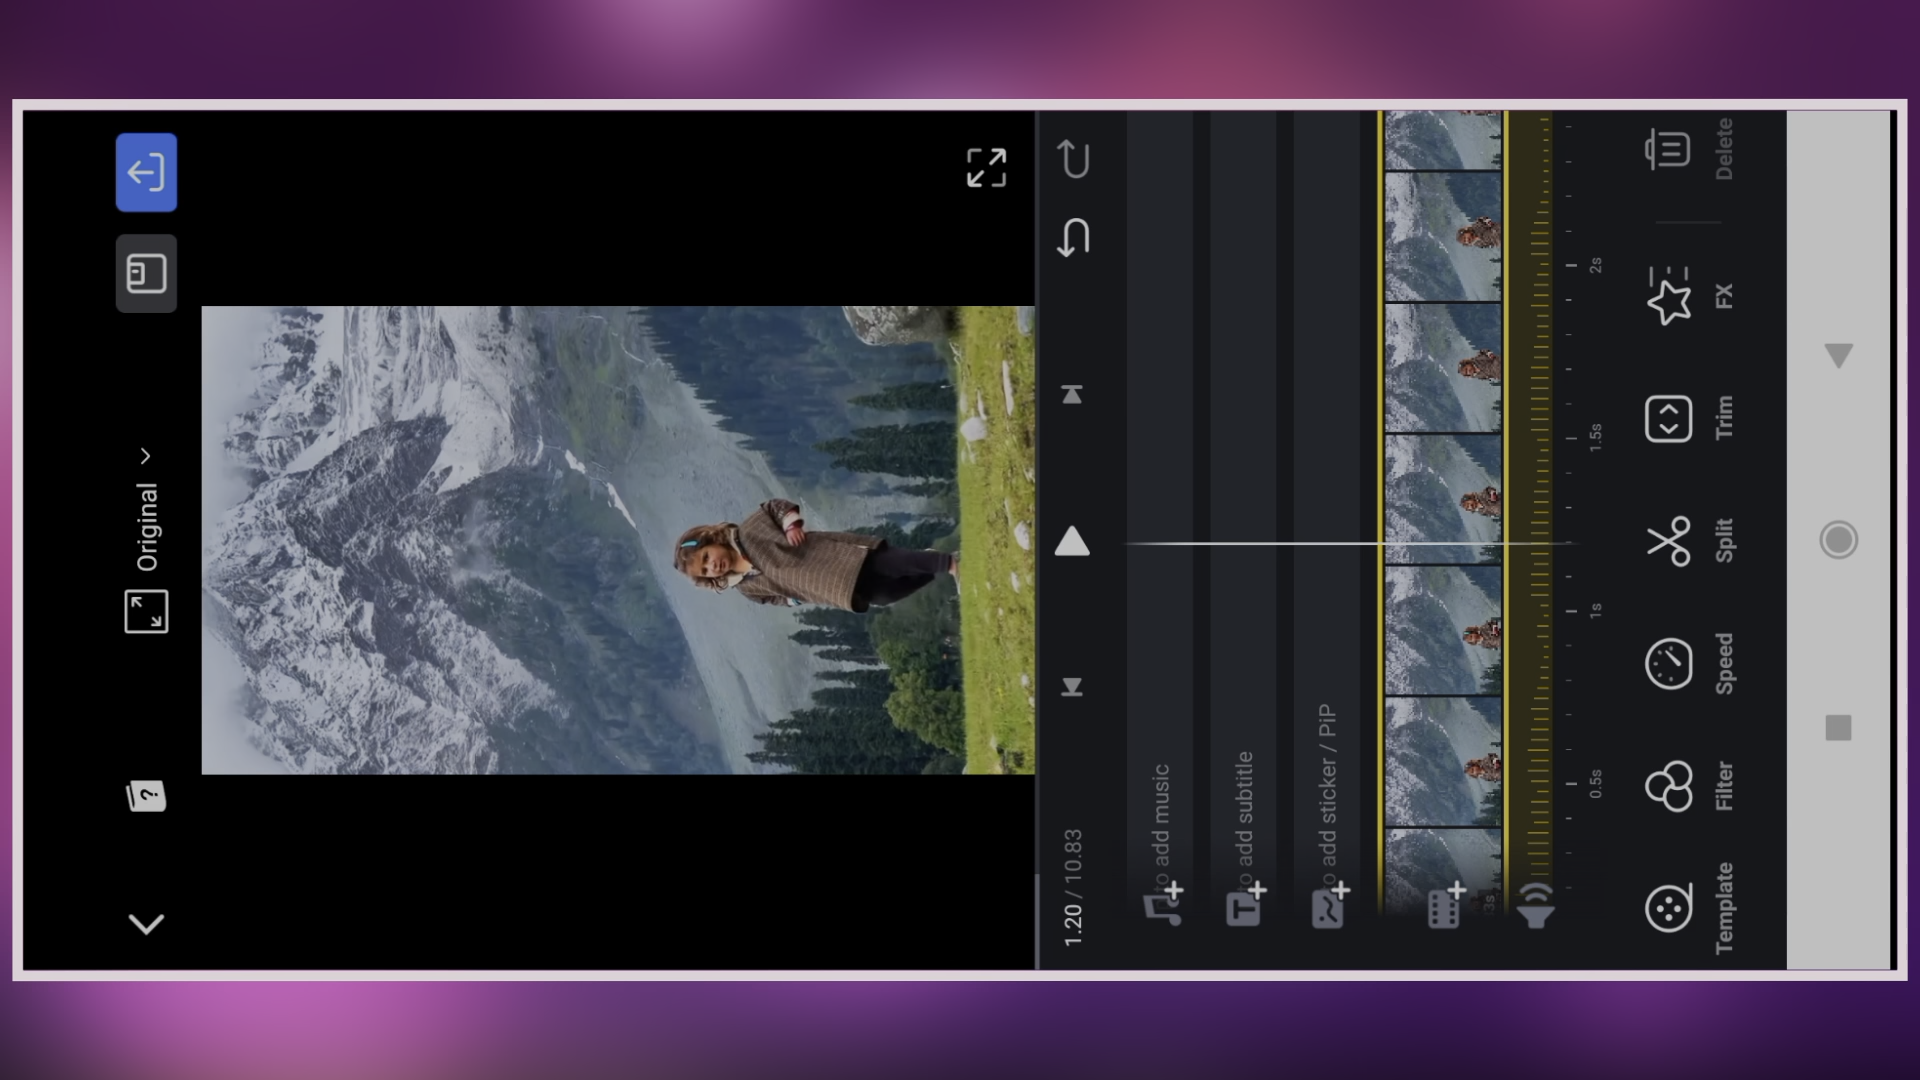 Original
?
1.20 / 10.83
to add music
T
to add subtitle
to add sticker / PiP
3s
0.5s
1s
1.5s
2s
Template
Filter
Speed
Split
Trim
FX
Delete